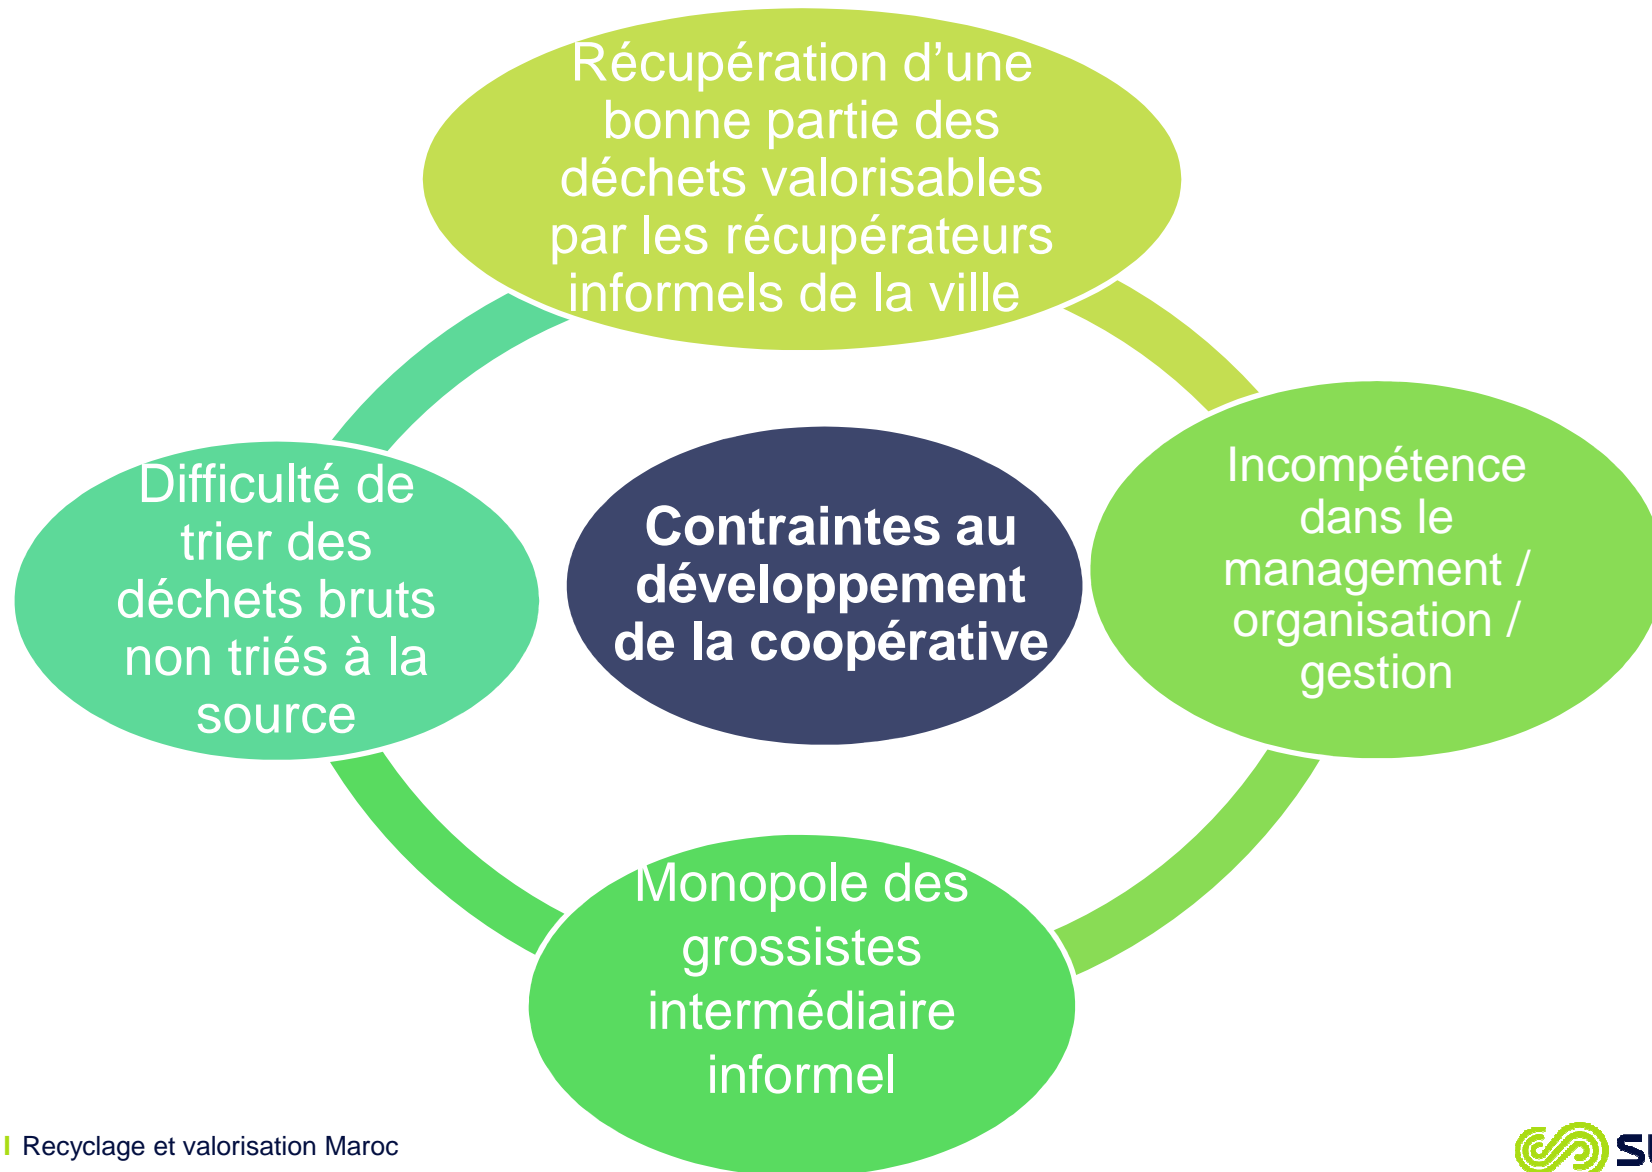 Récupération d’une
bonne partie des
déchets valorisables
par les récupérateurs
informels de la ville
Difficulté de
trier des
déchets bruts
non triés à la
source
Contraintes au
développement
de la coopérative
Incompétence
dans le
management /
organisation /
gestion
Monopole des
grossistes
intermédiaire
informel
I Recyclage et valorisation Maroc